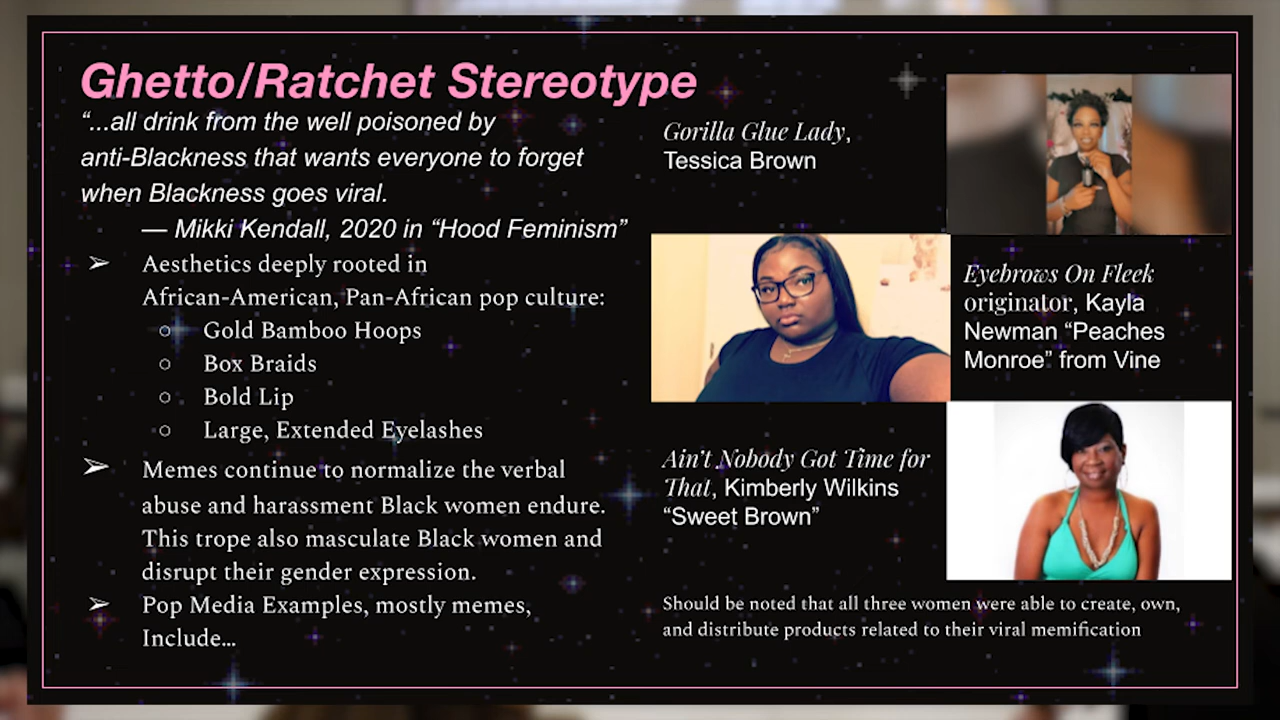 Ghetto/Ratchet Stereotype
“...all drink from the well poisoned by
anti-Blackness that wants everyone to forget
when Blackness goes viral.
— Mikki Kendall, 2020 in “Hood Feminism”
➢ Aesthetics deeply rooted in
African-American, Pan-African pop culture:
○ Gold Bamboo Hoops
○ Box Braids
○ Bold Lip
○ Large, Extended Eyelashes
➢ Memes continue to normalize the verbal
abuse and harassment Black women endure.
This trope also masculate Black women and
disrupt their gender expression.
➢ Pop Media Examples, mostly memes,
Include...
Gorilla Glue Lady,
Tessica Brown
Eyebrows On Fleek
originator, Kayla
Newman “Peaches
Monroe” from Vine
Ain’t Nobody Got Time for
That, Kimberly Wilkins
“Sweet Brown”
Should be noted that all three women were able to create, own,
and distribute products related to their viral memification